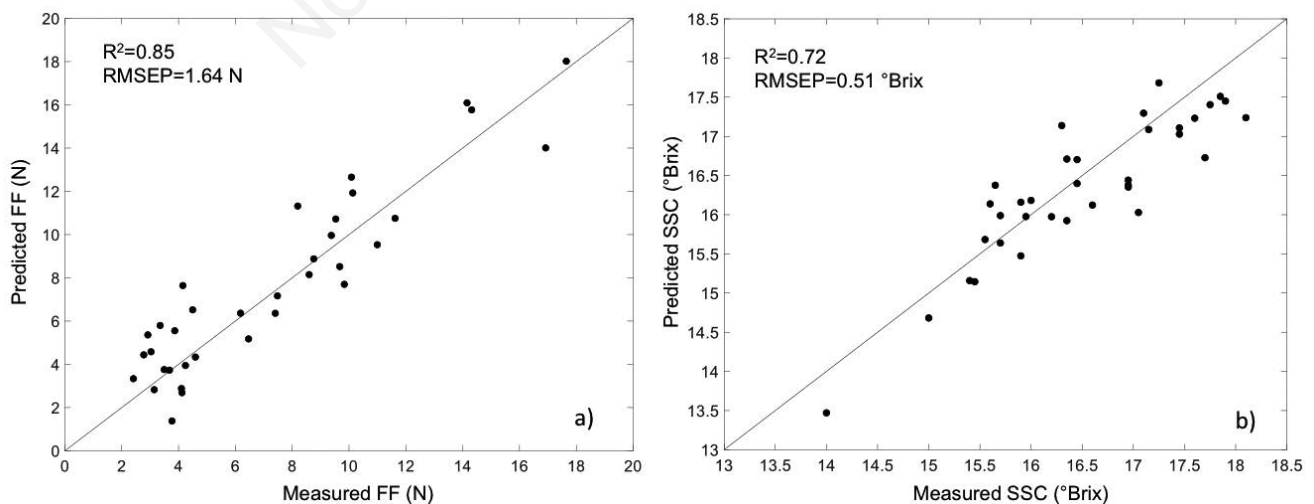 No
R²=0.85
RMSEP=1.64 N
20
18
16
14
12
10
8
6
4
2
0
Predicted FF (N)
0 2 4 6 8 10 12 14 16 18 20
Measured FF (N)
a)
R²=0.72
RMSEP=0.51 °Brix
18.5
18
17.5
17
16.5
16
15.5
15
14.5
14
13.5
13
Predicted SSC (°Brix)
13 13.5 14 14.5 15 15.5 16 16.5 17 17.5 18 18.5
Measured SSC (°Brix)
b)